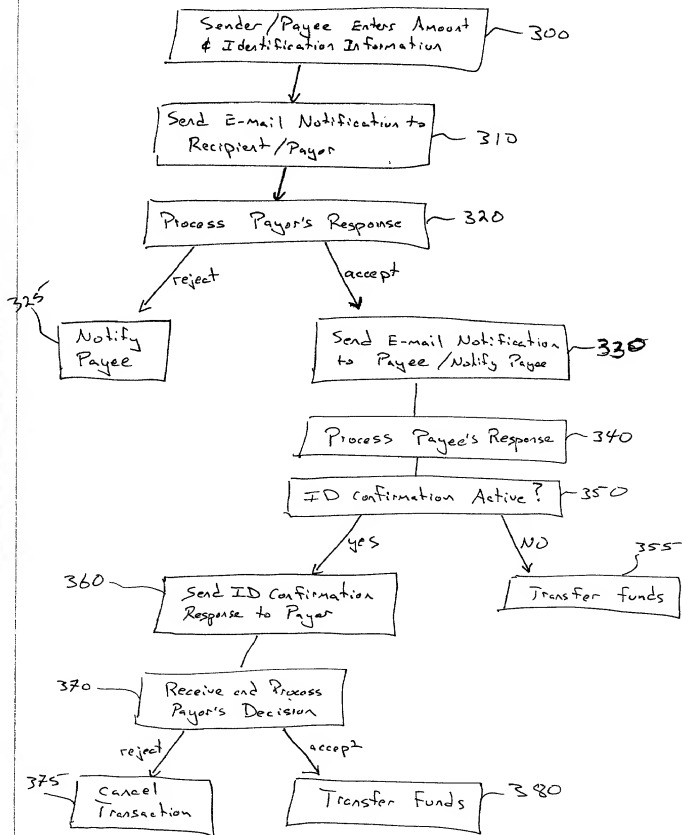 Sender/Payee Enters Amount
& Identification Information
300
Send E-mail Notification to
Recipient/Payor
310
Process Payor's Response
320
reject
accept
325
Notify
Payee
Send E-mail Notification
to Payee/Notify Payee
330
Process Payee's Response
340
ID Confirmation Active?
350
yes
NO
355
Transfer funds
360
Send ID Confirmation
Response to Payor
370
Receive and Process
Payor's Decision
reject
accept
375
Cancel
Transaction
Transfer Funds
380